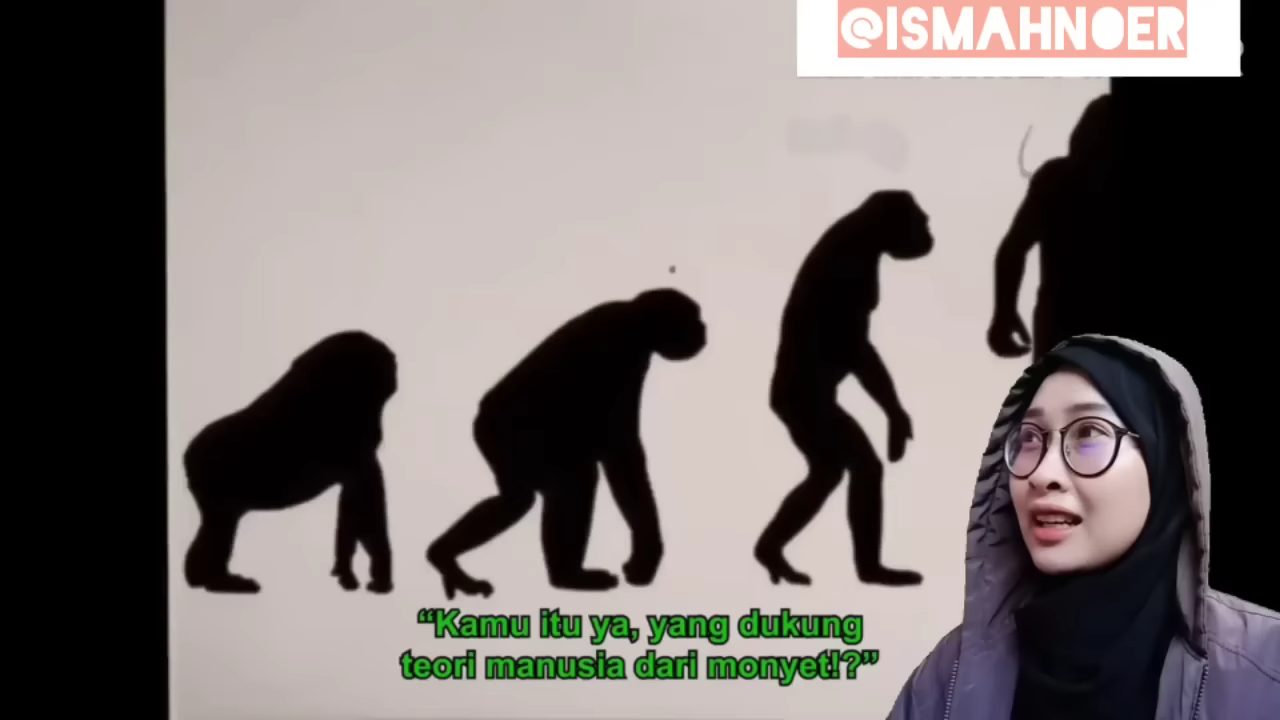 @ISMAHNOER
“Kamu itu ya, yang dukung
teori manusia dari monyet!?”